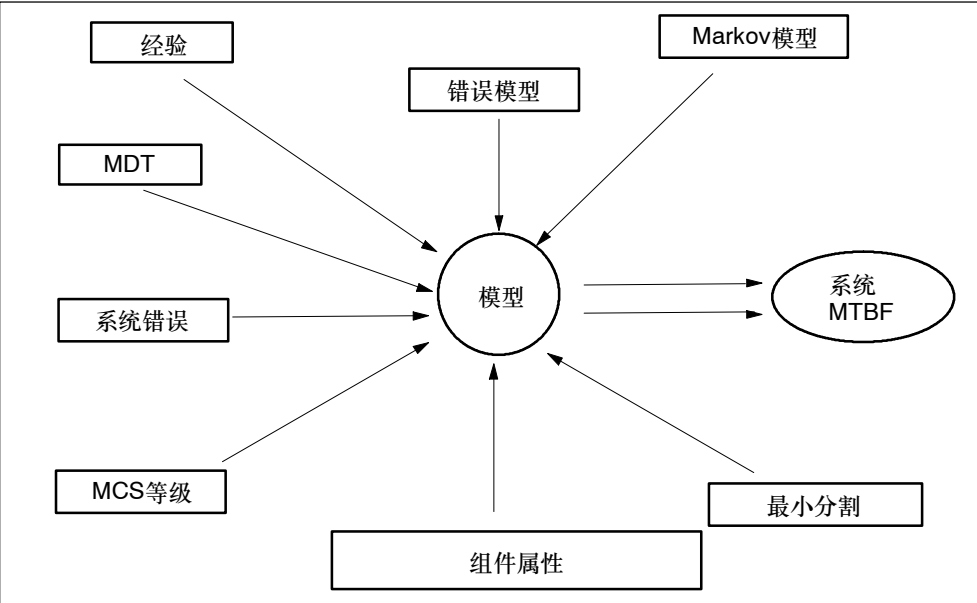 经验
Markov模型
错误模型
MDT
模型
系统
MTBF
系统错误
MCS等级
最小分割
组件属性